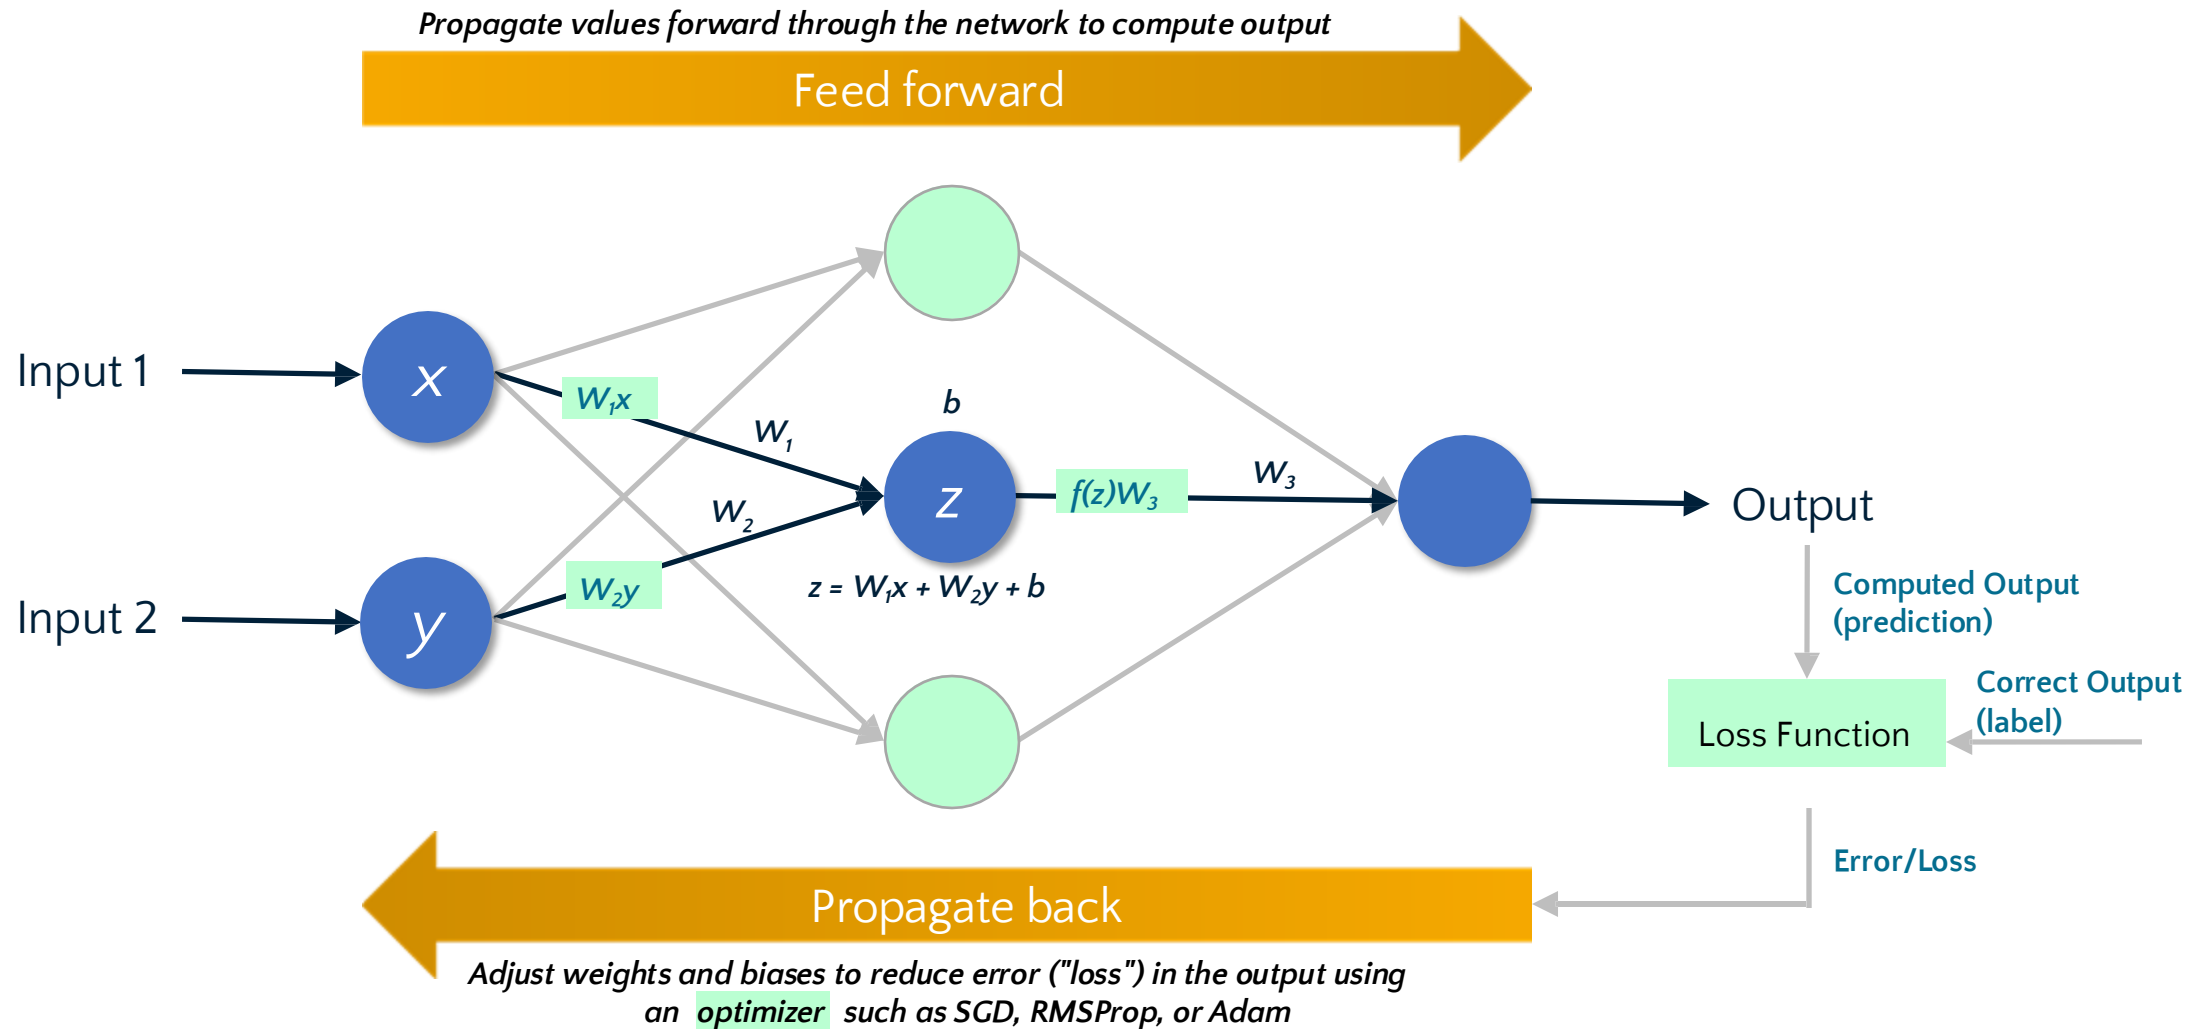 Propagate values forward through the network to compute output
Feed forward
Input 1
x
W₁x
W₁
b
z
z = W₁x + W₂y + b
f(z)W₃
W₃
Output
Input 2
y
W₂y
W₂
Computed Output
(prediction)
Correct Output
(label)
Loss Function
Error/Loss
Propagate back
Adjust weights and biases to reduce error ("loss") in the output using
an optimizer such as SGD, RMSProp, or Adam